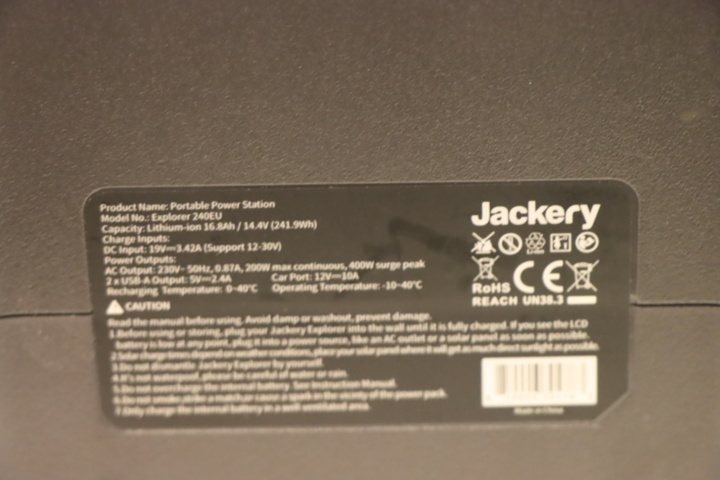 Product Name: Portable Power Station
Model No.: Explorer 240EU
Capacity: Lithium-ion 16.8Ah / 14.4V (241.9Wh)
Charge Inputs:
DC Input: 19V⎓3.42A (Support 12-30V)
Power Outputs:
AC Output: 230V~ 50Hz, 0.87A, 200W max continuous, 400W surge peak
2 x USB-A Output: 5V⎓2.4A Car Port: 12V⎓10A
Recharging Temperature: 0~40°C Operating Temperature: -10~40°C
CAUTION
Read the manual before using. Avoid damp or washout, prevent damage.
1.Before using or storing, plug your Jackery Explorer into the wall until it is fully charged. If you see the LCD
battery is low at any point, plug it into a power source, like an AC outlet or a solar panel as soon as possible.
2.Solar charge times depend on weather conditions, place your solar panel where it will get as much direct sunlight as possible.
3.Do not dismantle Jackery Explorer by yourself.
4.It's not waterproof, please be careful of water or rain.
5.Do not replace the internal battery. See Instruction Manual.
6.Do not smoke, strike a match, or cause a spark in the vicinity of the power pack.
7.Only charge the internal battery in a well ventilated area.
Jackery
Li-ion
RoHS CE
REACH UN38.3
Made in China